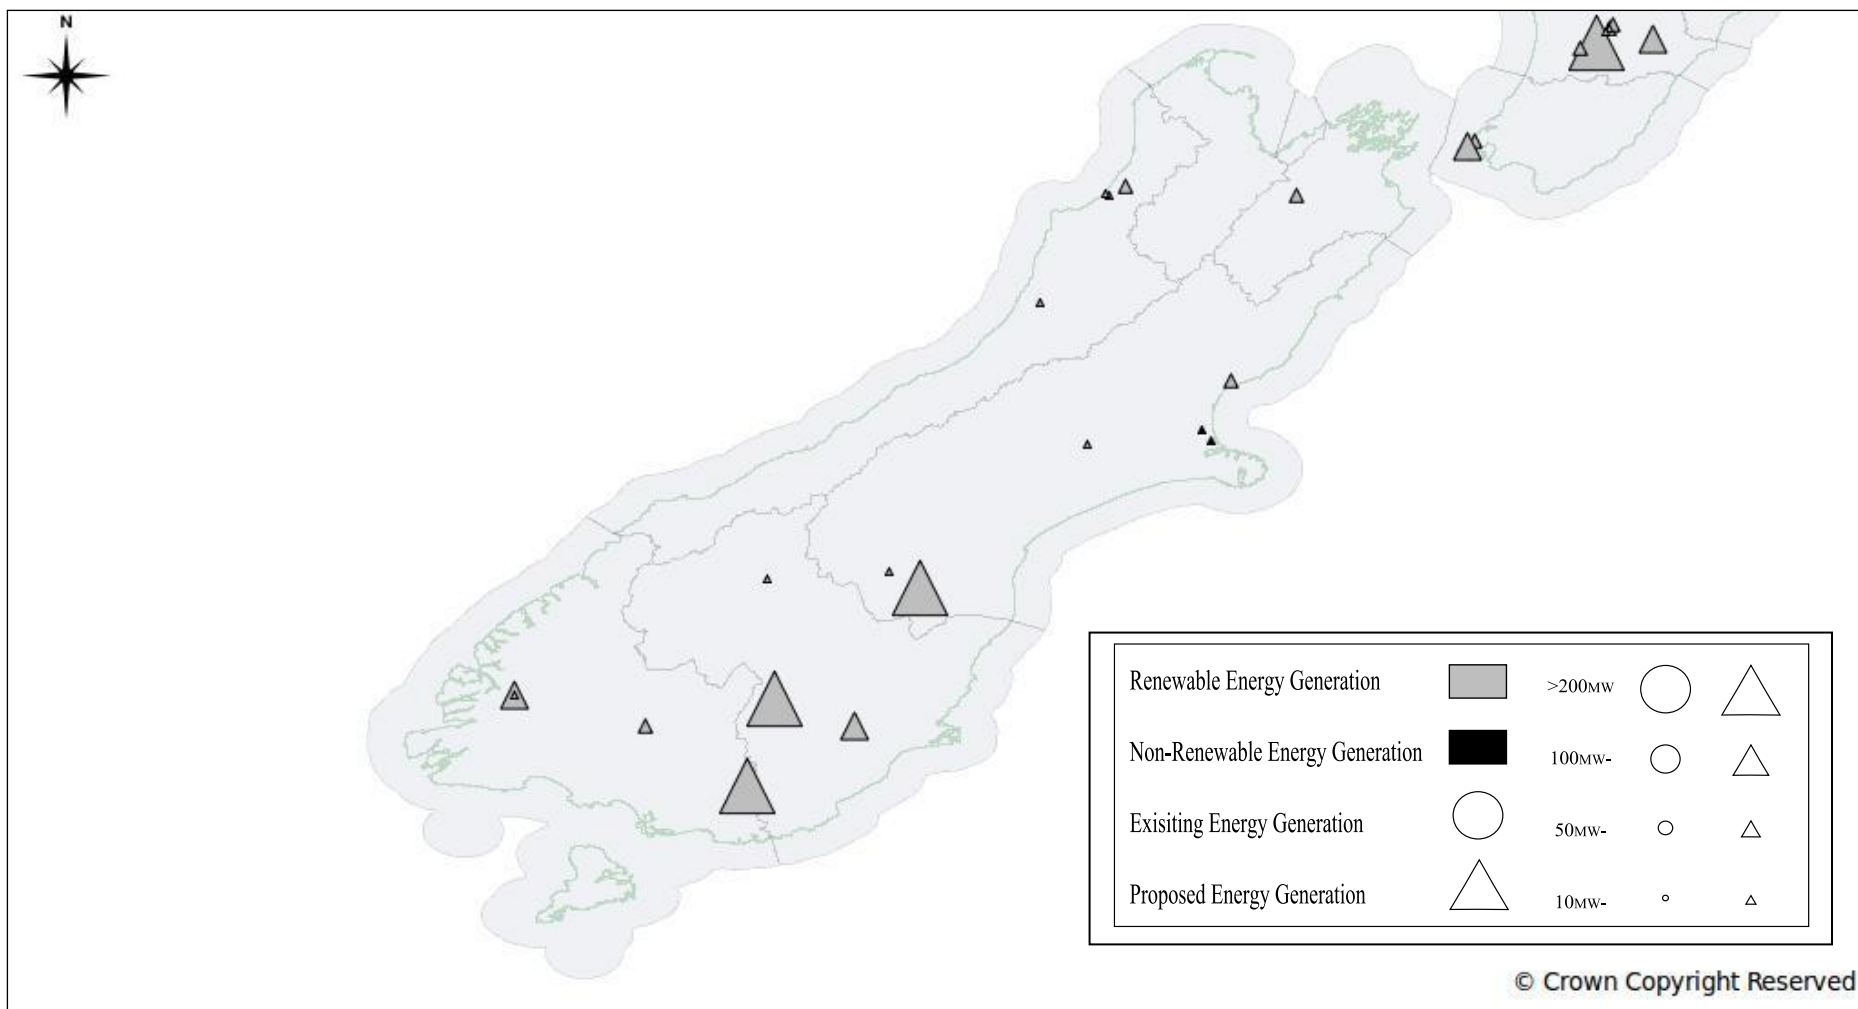 N
Renewable Energy Generation >200MW
Non-Renewable Energy Generation 100MW-
Exisiting Energy Generation 50MW-
Proposed Energy Generation 10MW-
© Crown Copyright Reserved